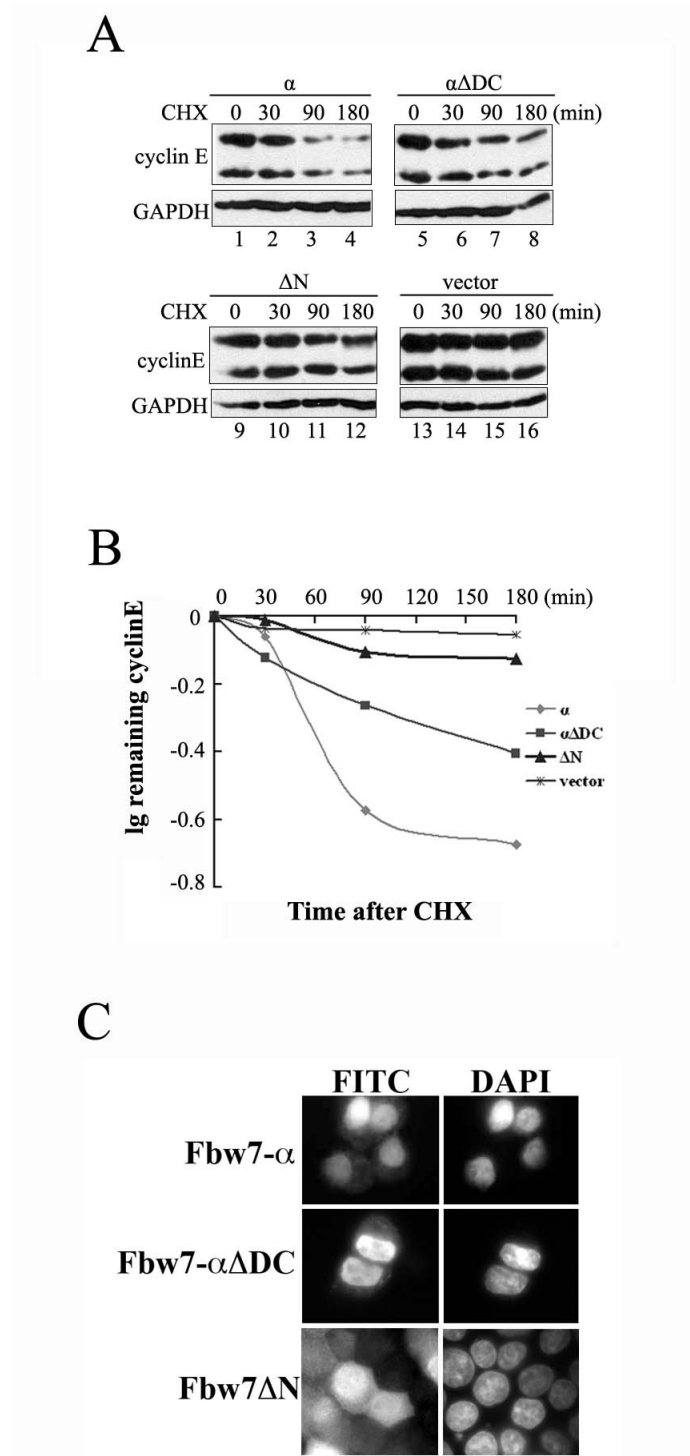 A
α αΔDC
CHX 0 30 90 180 0 30 90 180 (min)
cyclin E
GAPDH
1 2 3 4 5 6 7 8
ΔN vector
CHX 0 30 90 180 0 30 90 180 (min)
cyclinE
GAPDH
9 10 11 12 13 14 15 16
B
0 30 60 90 120 150 180 (min)
0
-0.2
-0.4
-0.6
-0.8
lg remaining cyclinE
α
αΔDC
ΔN
vector
Time after CHX
C
FITC DAPI
Fbw7-α
Fbw7-αΔDC
Fbw7ΔN